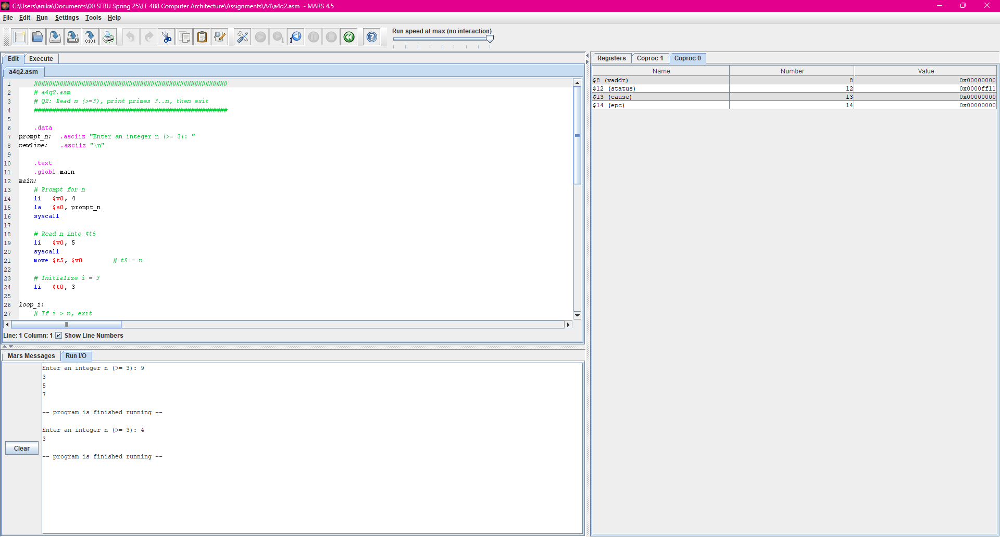 C:\Users\anika\Documents\00 SFBU Spring 25\EE 488 Computer Architecture\Assignments\A4\a4q2.asm - MARS 4.5
File Edit Run Settings Tools Help
Run speed at max (no interaction)
Edit Execute
a4q2.asm
1
2 # a4q2.asm
3 # Q2: Read n (>=3), print primes 3..n, then exit
4
5
6 .data
7 prompt_n: .asciiz "Enter an integer n (>= 3): "
8 newline: .asciiz "\n"
9
10 .text
11 .globl main
12 main:
13 # Prompt for n
14 li $v0, 4
15 la $a0, prompt_n
16 syscall
17
18 # Read n into $t5
19 li $v0, 5
20 syscall
21 move $t5, $v0 # t5 = n
22
23 # Initialize i = 3
24 li $t0, 3
25
26 loop_i:
27 # If i > n, exit
Line: 1 Column: 1 Show Line Numbers
Mars Messages Run I/O
Enter an integer n (>= 3): 9
3
5
7
-- program is finished running --
Enter an integer n (>= 3): 4
3
-- program is finished running --
Clear
Registers Coproc 1 Coproc 0
Name Number Value
$8 (vaddr) 8 0x00000000
$12 (status) 12 0x0000ff11
$13 (cause) 13 0x00000000
$14 (epc) 14 0x00000000